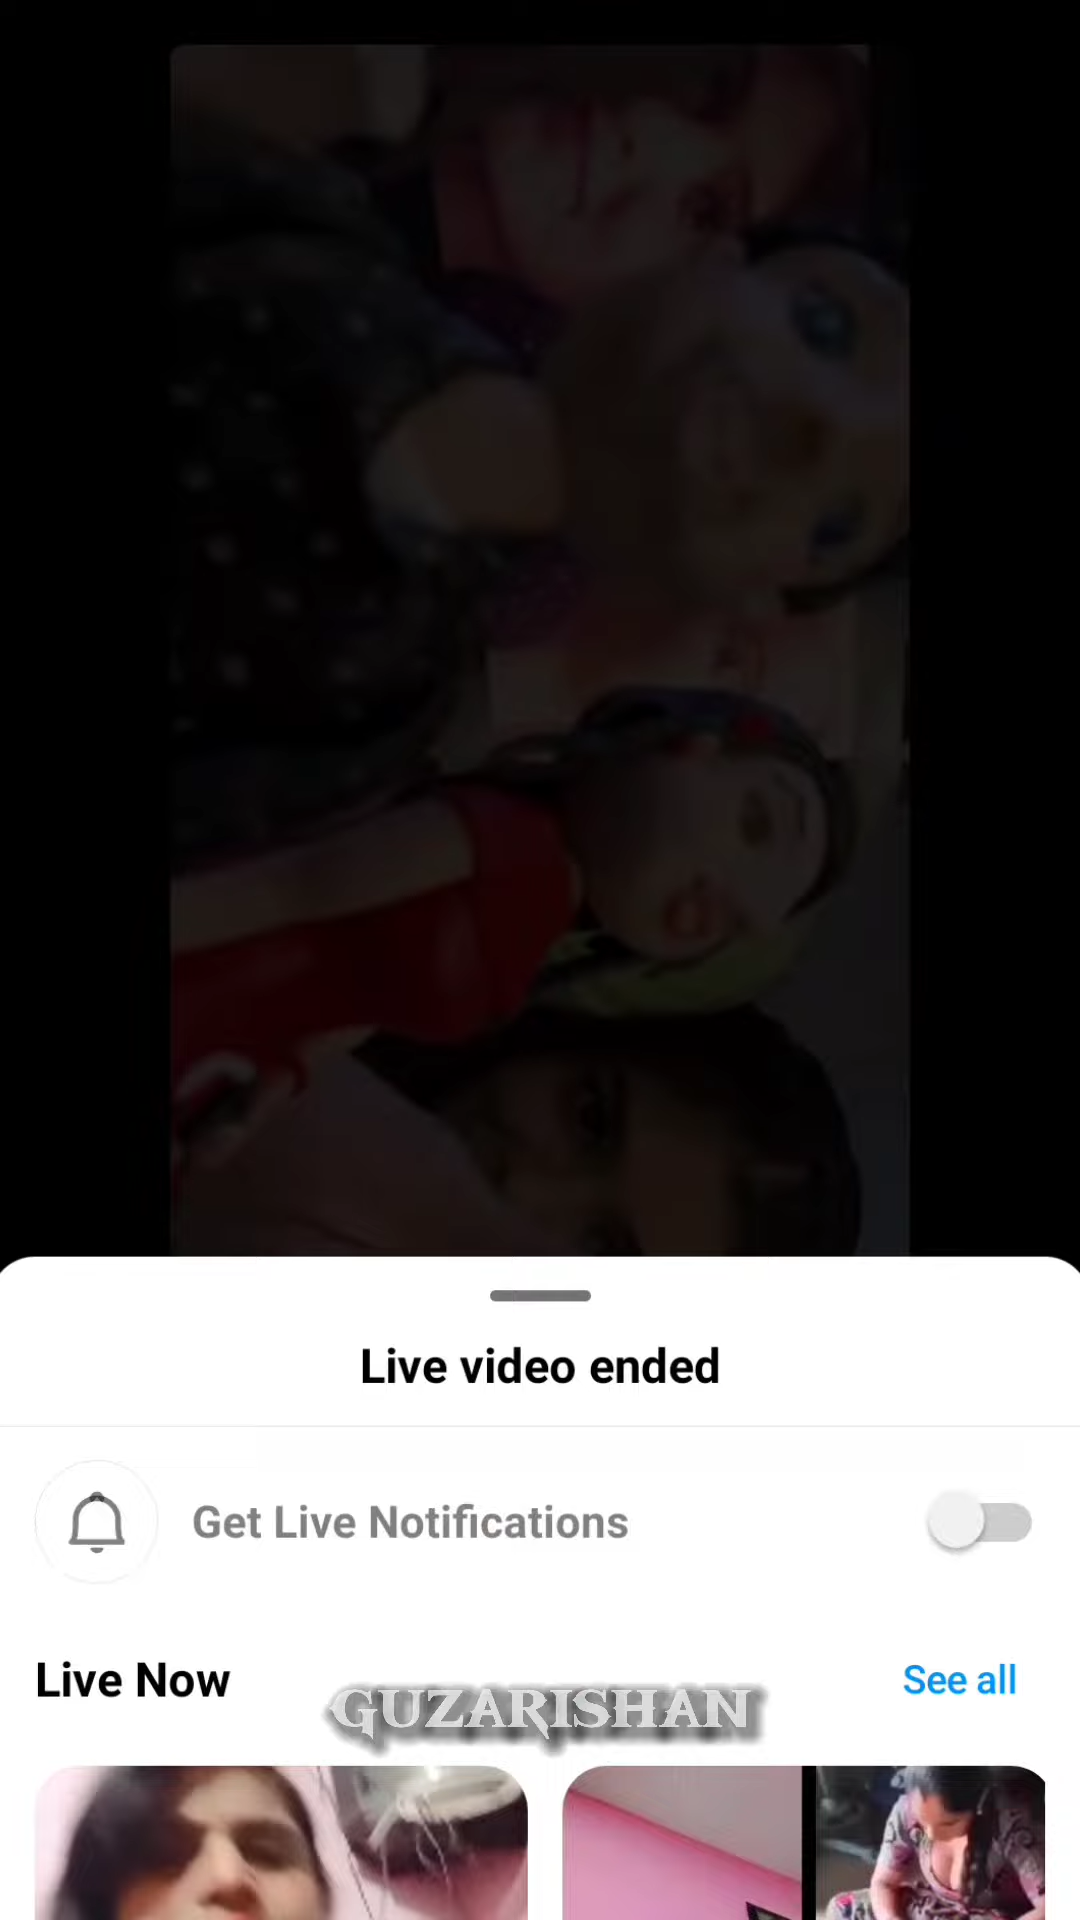 Live video ended
Get Live Notifications
Live Now
See all
GUZARISHAN